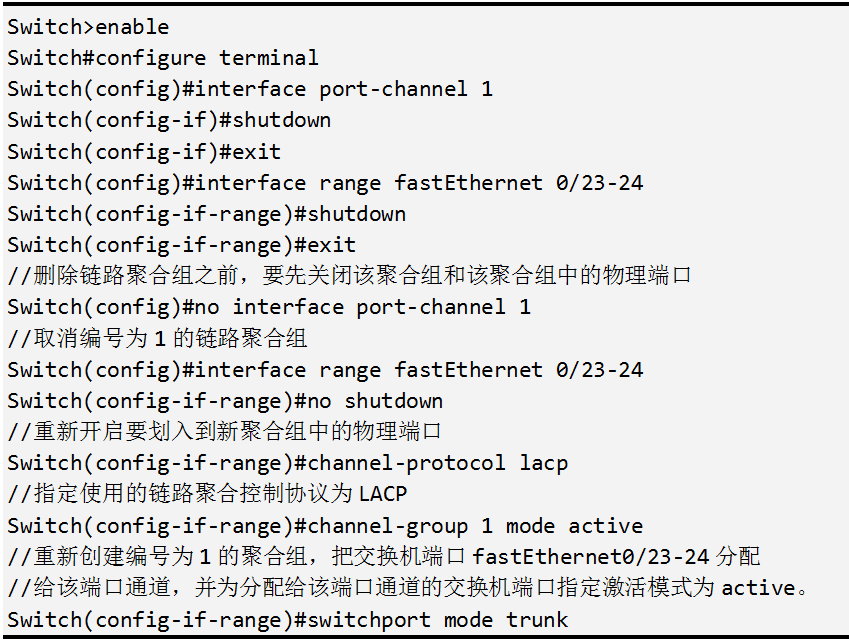 Switch>enable
Switch#configure terminal
Switch(config)#interface port-channel 1
Switch(config-if)#shutdown
Switch(config-if)#exit
Switch(config)#interface range fastEthernet 0/23-24
Switch(config-if-range)#shutdown
Switch(config-if-range)#exit
//删除链路聚合组之前，要先关闭该聚合组和该聚合组中的物理端口
Switch(config)#no interface port-channel 1
//取消编号为 1 的链路聚合组
Switch(config)#interface range fastEthernet 0/23-24
Switch(config-if-range)#no shutdown
//重新开启要划入到新聚合组中的物理端口
Switch(config-if-range)#channel-protocol lacp
//指定使用的链路聚合控制协议为 LACP
Switch(config-if-range)#channel-group 1 mode active
//重新创建编号为 1 的聚合组，把交换机端口 fastEthernet0/23-24 分配
//给该端口通道，并为分配给该端口通道的交换机端口指定激活模式为 active。
Switch(config-if-range)#switchport mode trunk